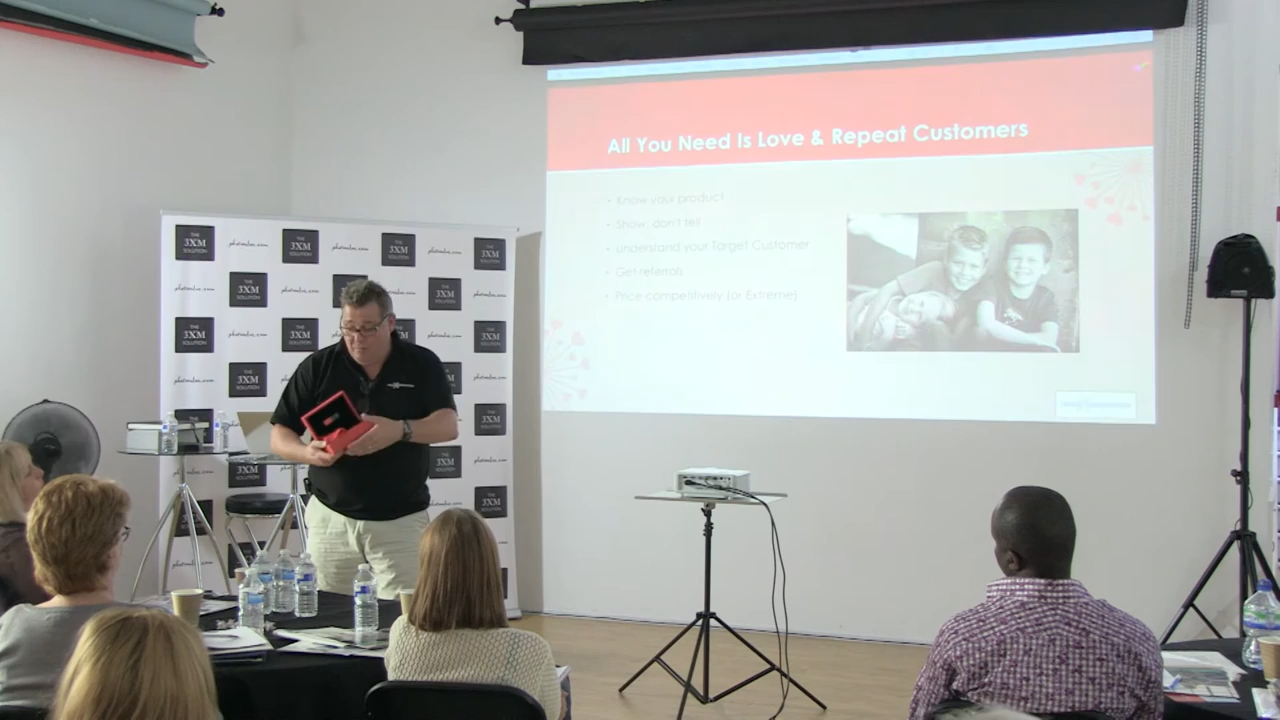 All You Need Is Love & Repeat Customers
• Know your product
• Show, don't tell
• understand your Target Customer
• Get referrals
• Price competitively (or Extreme)
THE
3XM
SOLUTION